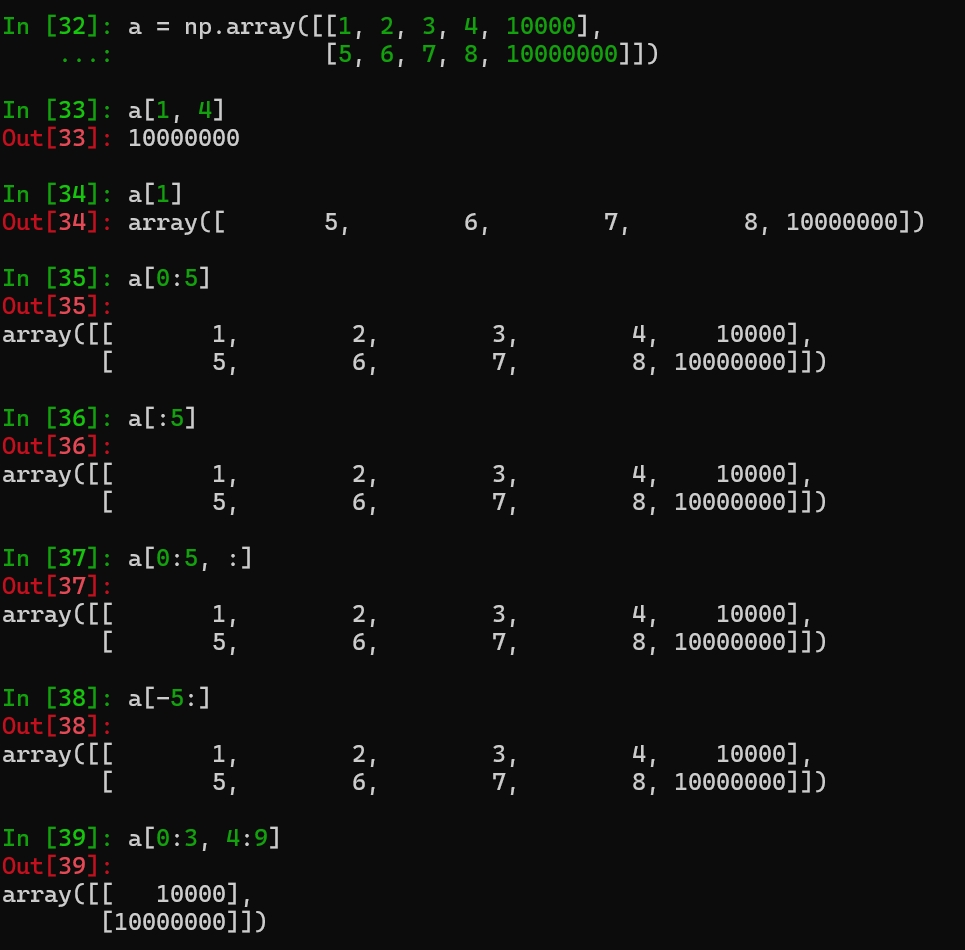 In [32]: a = np.array([[1, 2, 3, 4, 10000],
    ...:               [5, 6, 7, 8, 10000000]])
In [33]: a[1, 4]
Out[33]: 10000000
In [34]: a[1]
Out[34]: array([       5,        6,        7,        8, 10000000])
In [35]: a[0:5]
Out[35]:
array([[       1,        2,        3,        4,    10000],
       [       5,        6,        7,        8, 10000000]])
In [36]: a[:5]
Out[36]:
array([[       1,        2,        3,        4,    10000],
       [       5,        6,        7,        8, 10000000]])
In [37]: a[0:5, :]
Out[37]:
array([[       1,        2,        3,        4,    10000],
       [       5,        6,        7,        8, 10000000]])
In [38]: a[-5:]
Out[38]:
array([[       1,        2,        3,        4,    10000],
       [       5,        6,        7,        8, 10000000]])
In [39]: a[0:3, 4:9]
Out[39]:
array([[   10000],
       [10000000]])